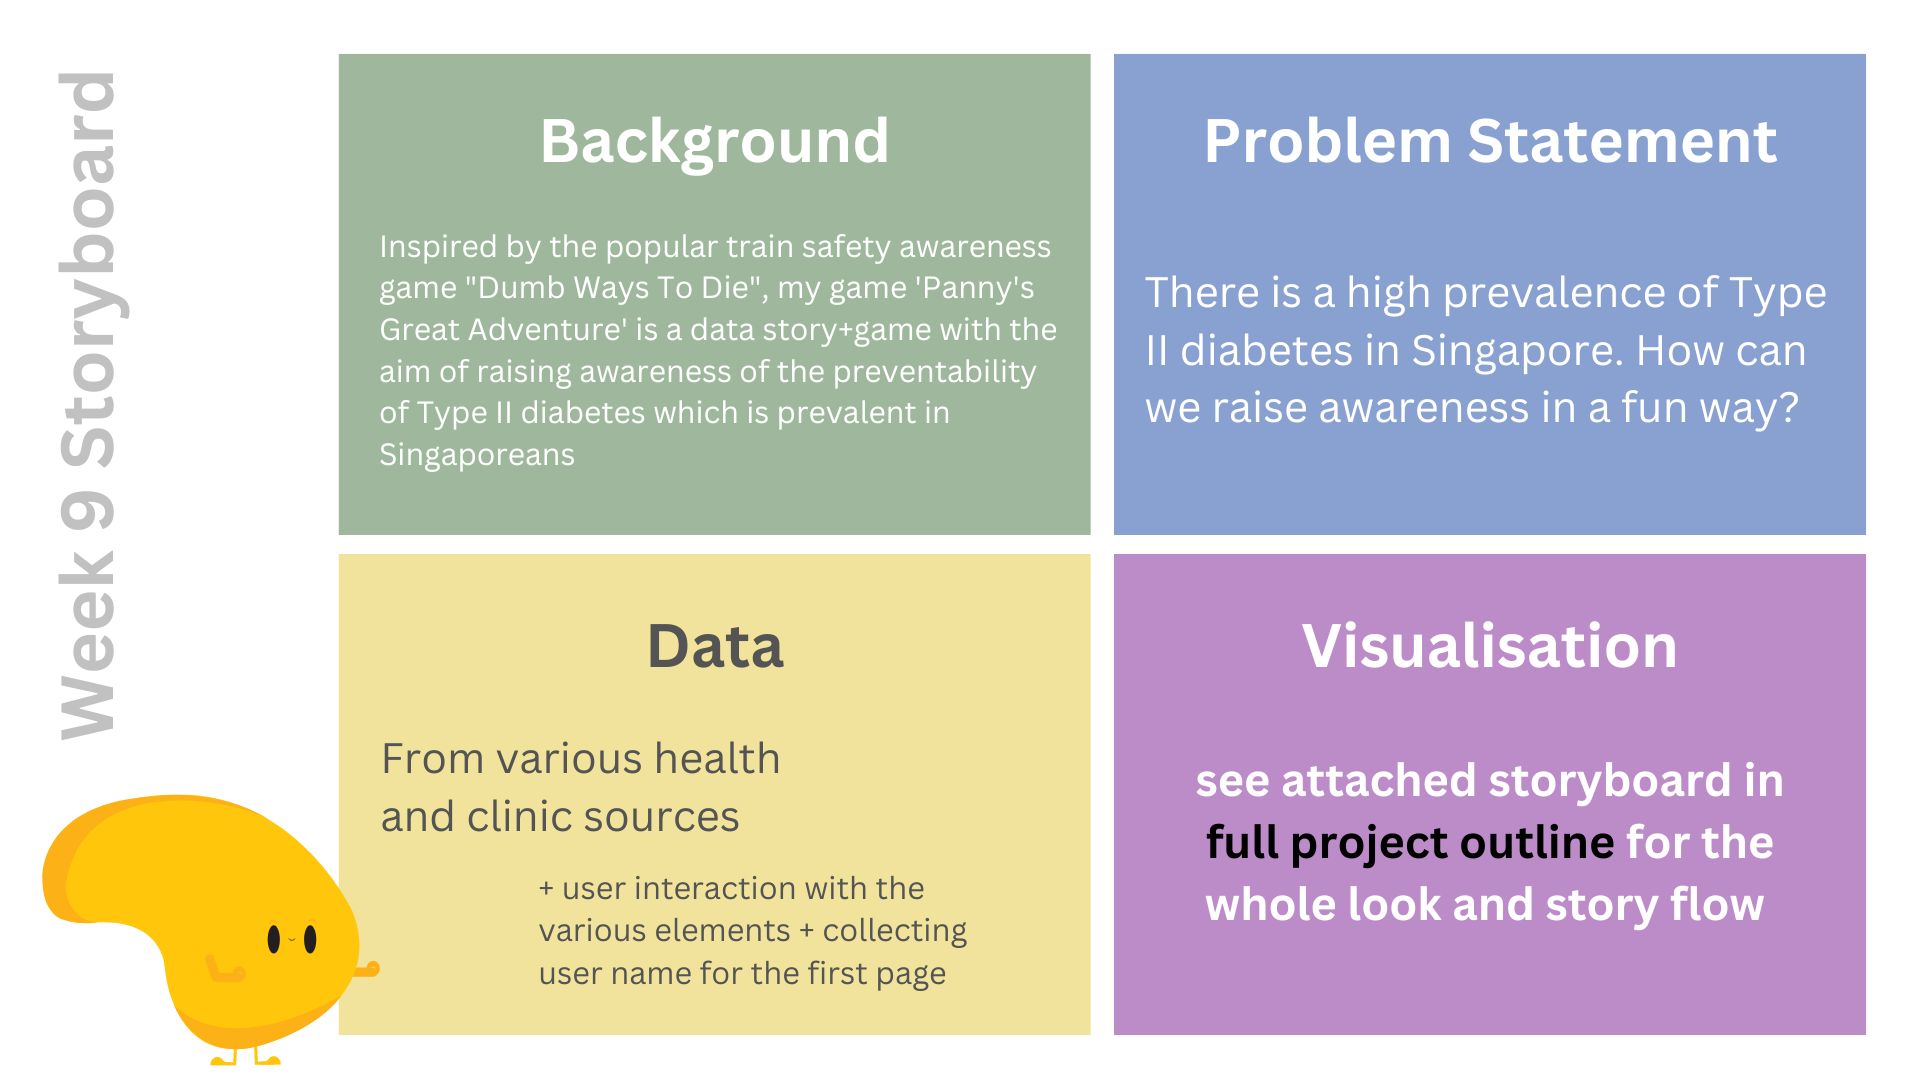 Week 9 Storyboard
Background
Inspired by the popular train safety awareness
game "Dumb Ways To Die", my game 'Panny's
Great Adventure' is a data story+game with the
aim of raising awareness of the preventability
of Type II diabetes which is prevalent in
Singaporeans
Problem Statement
There is a high prevalence of Type
II diabetes in Singapore. How can
we raise awareness in a fun way?
Data
From various health
and clinic sources
+ user interaction with the
various elements + collecting
user name for the first page
Visualisation
see attached storyboard in
full project outline for the
whole look and story flow